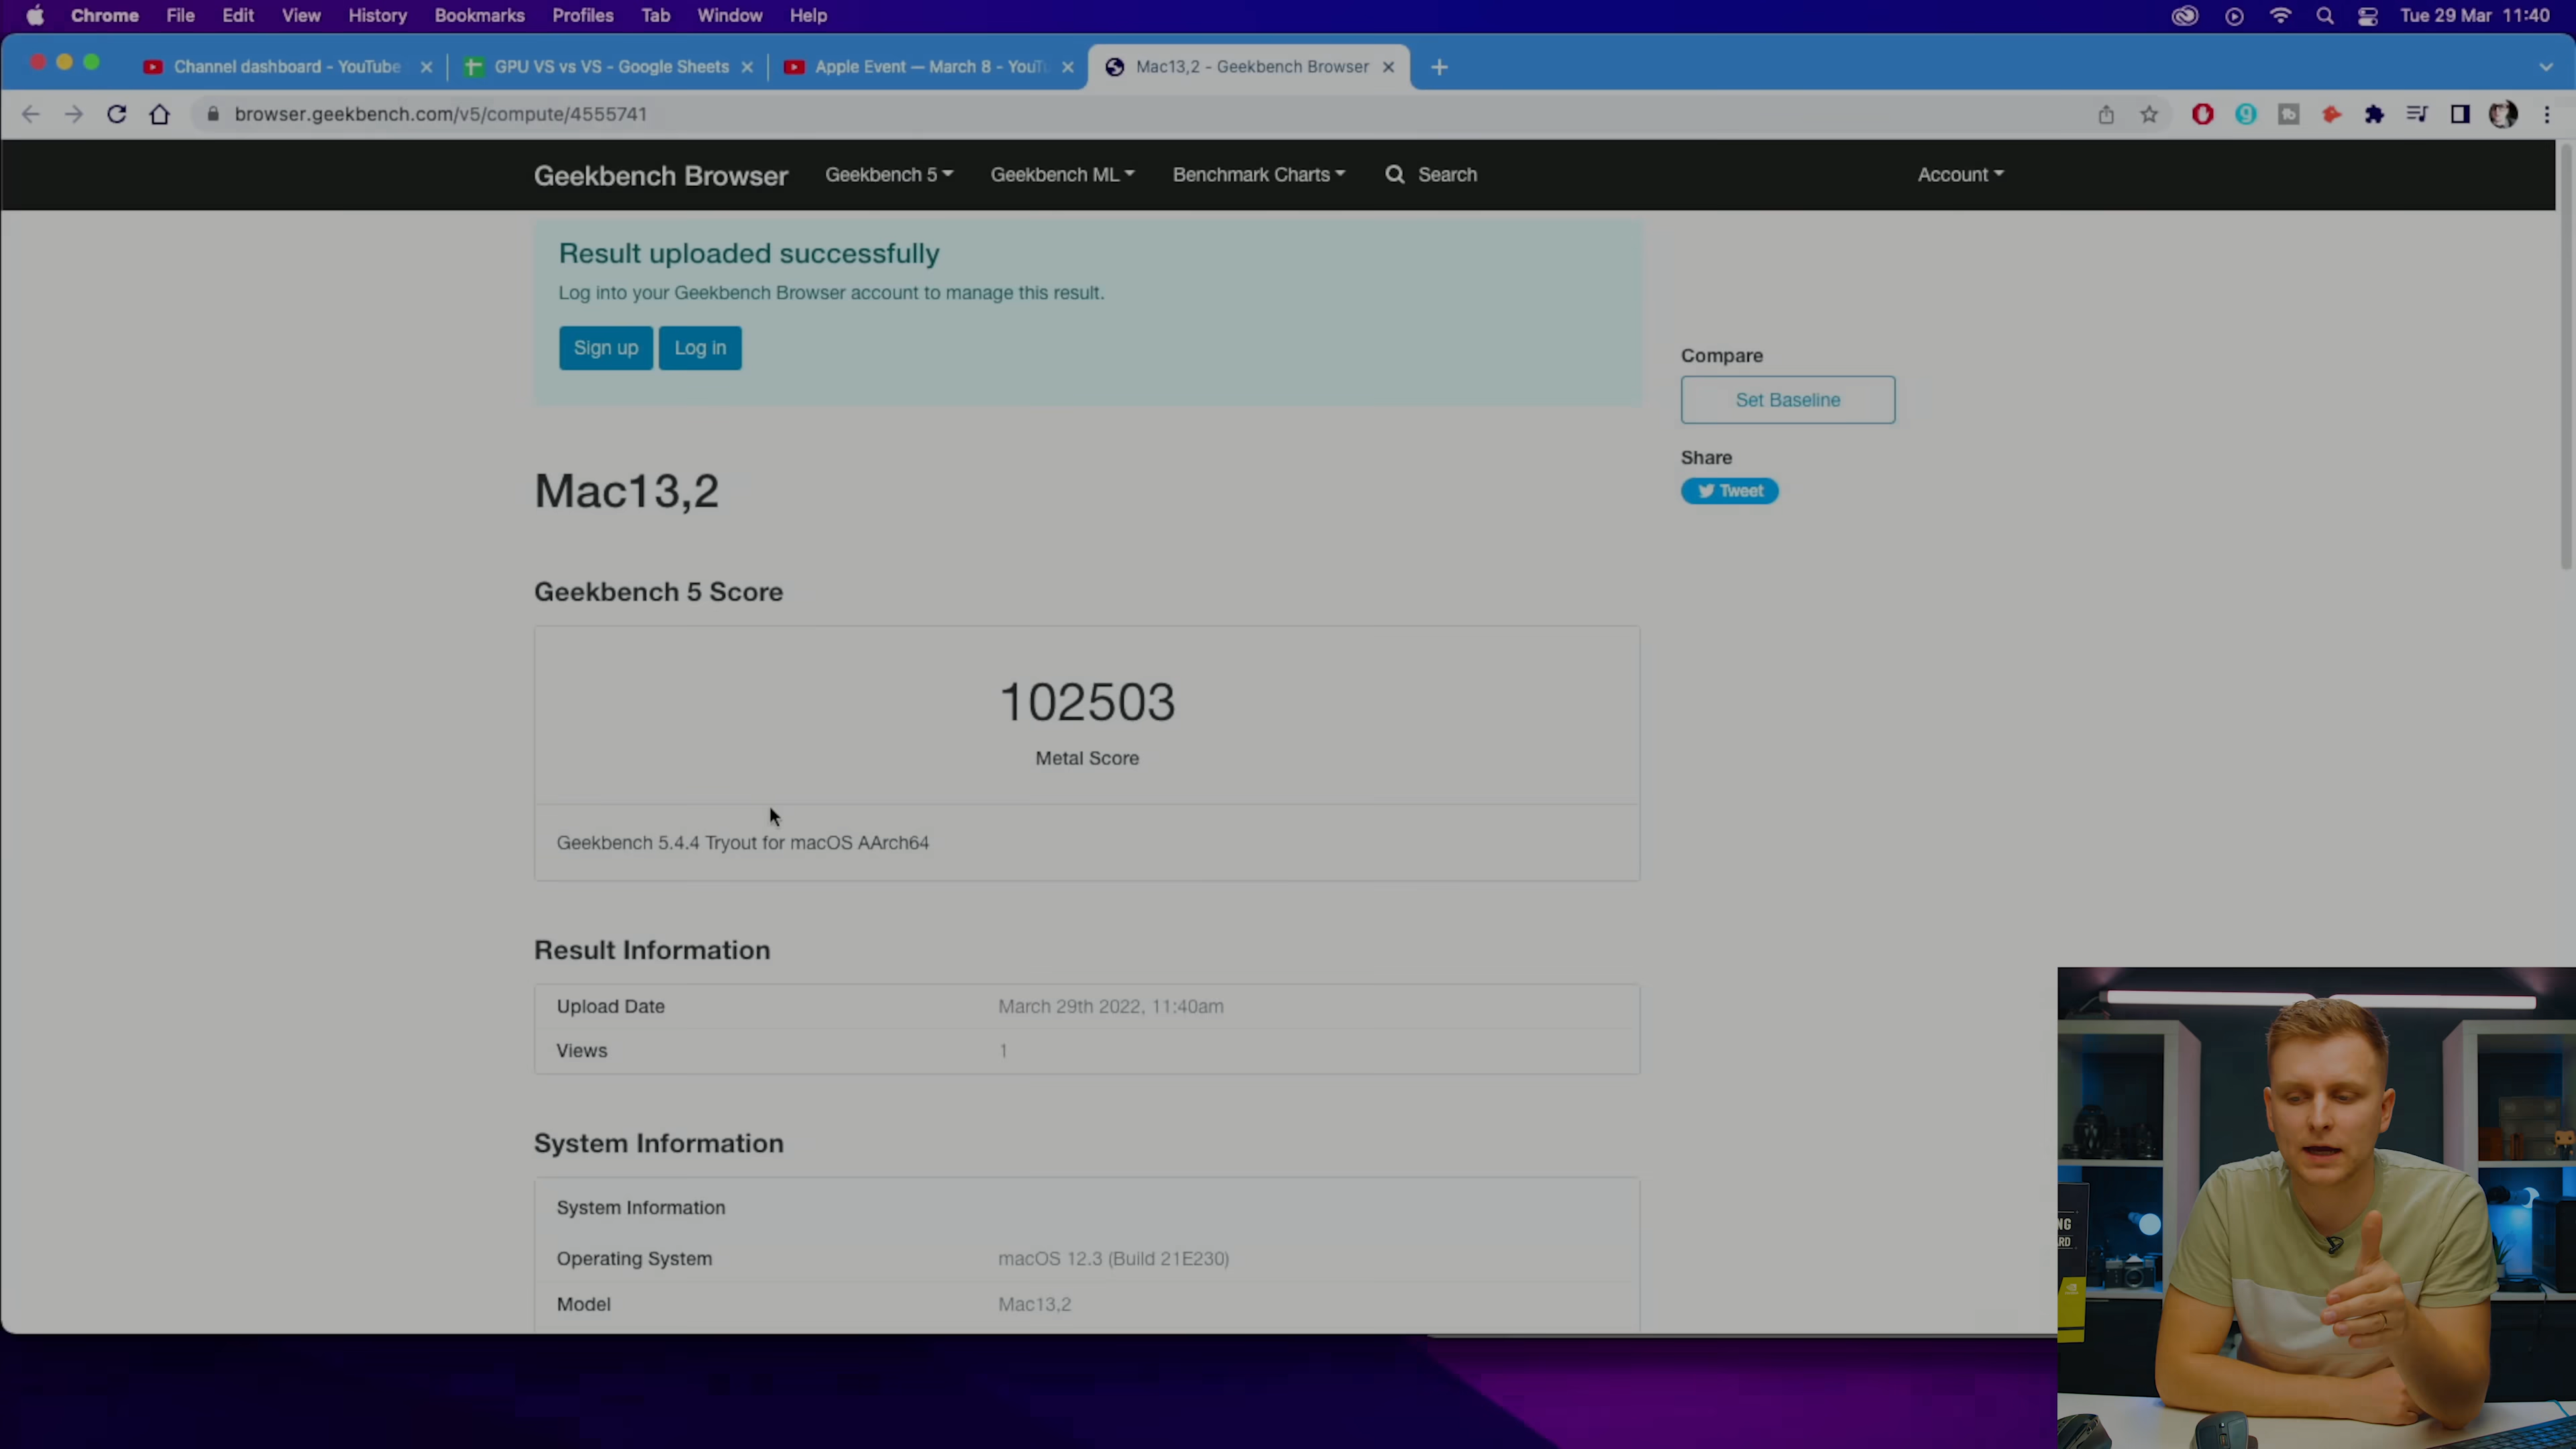 Chrome File Edit View History Bookmarks Profiles Tab Window Help Tue 29 Mar 11:40
Channel dashboard - YouTube GPU VS vs VS - Google Sheets Apple Event — March 8 - YouTu Mac13,2 - Geekbench Browser
browser.geekbench.com/v5/compute/4555741
Geekbench Browser Geekbench 5 Geekbench ML Benchmark Charts Search Account
Result uploaded successfully
Log into your Geekbench Browser account to manage this result.
Sign up Log in
Compare
Set Baseline
Share
Tweet
Mac13,2
Geekbench 5 Score
102503
Metal Score
Geekbench 5.4.4 Tryout for macOS AArch64
Result Information
Upload Date March 29th 2022, 11:40am
Views 1
System Information
System Information
Operating System macOS 12.3 (Build 21E230)
Model Mac13,2
NG
RD